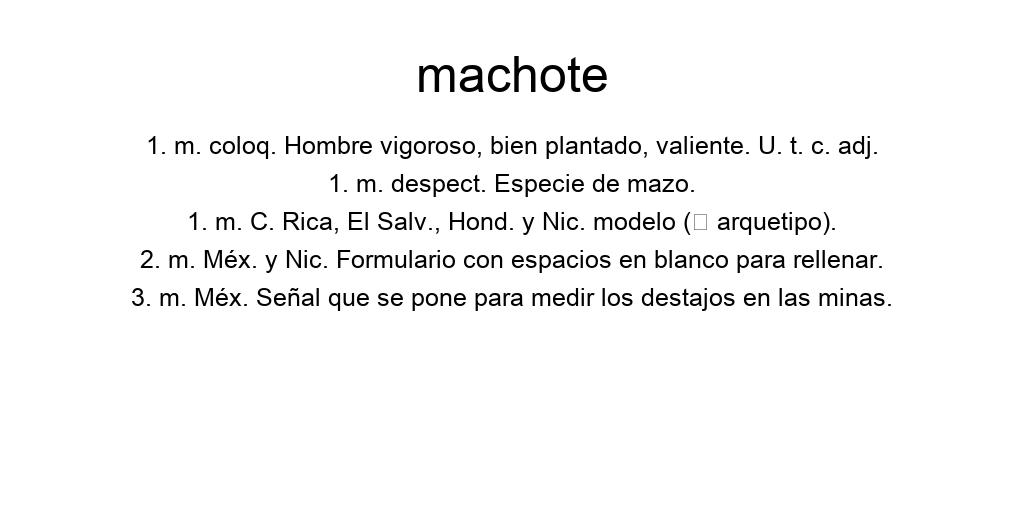 machote
1. m. coloq. Hombre vigoroso, bien plantado, valiente. U. t. c. adj.
1. m. despect. Especie de mazo.
1. m. C. Rica, El Salv., Hond. y Nic. modelo (□ arquetipo).
2. m. Méx. y Nic. Formulario con espacios en blanco para rellenar.
3. m. Méx. Señal que se pone para medir los destajos en las minas.